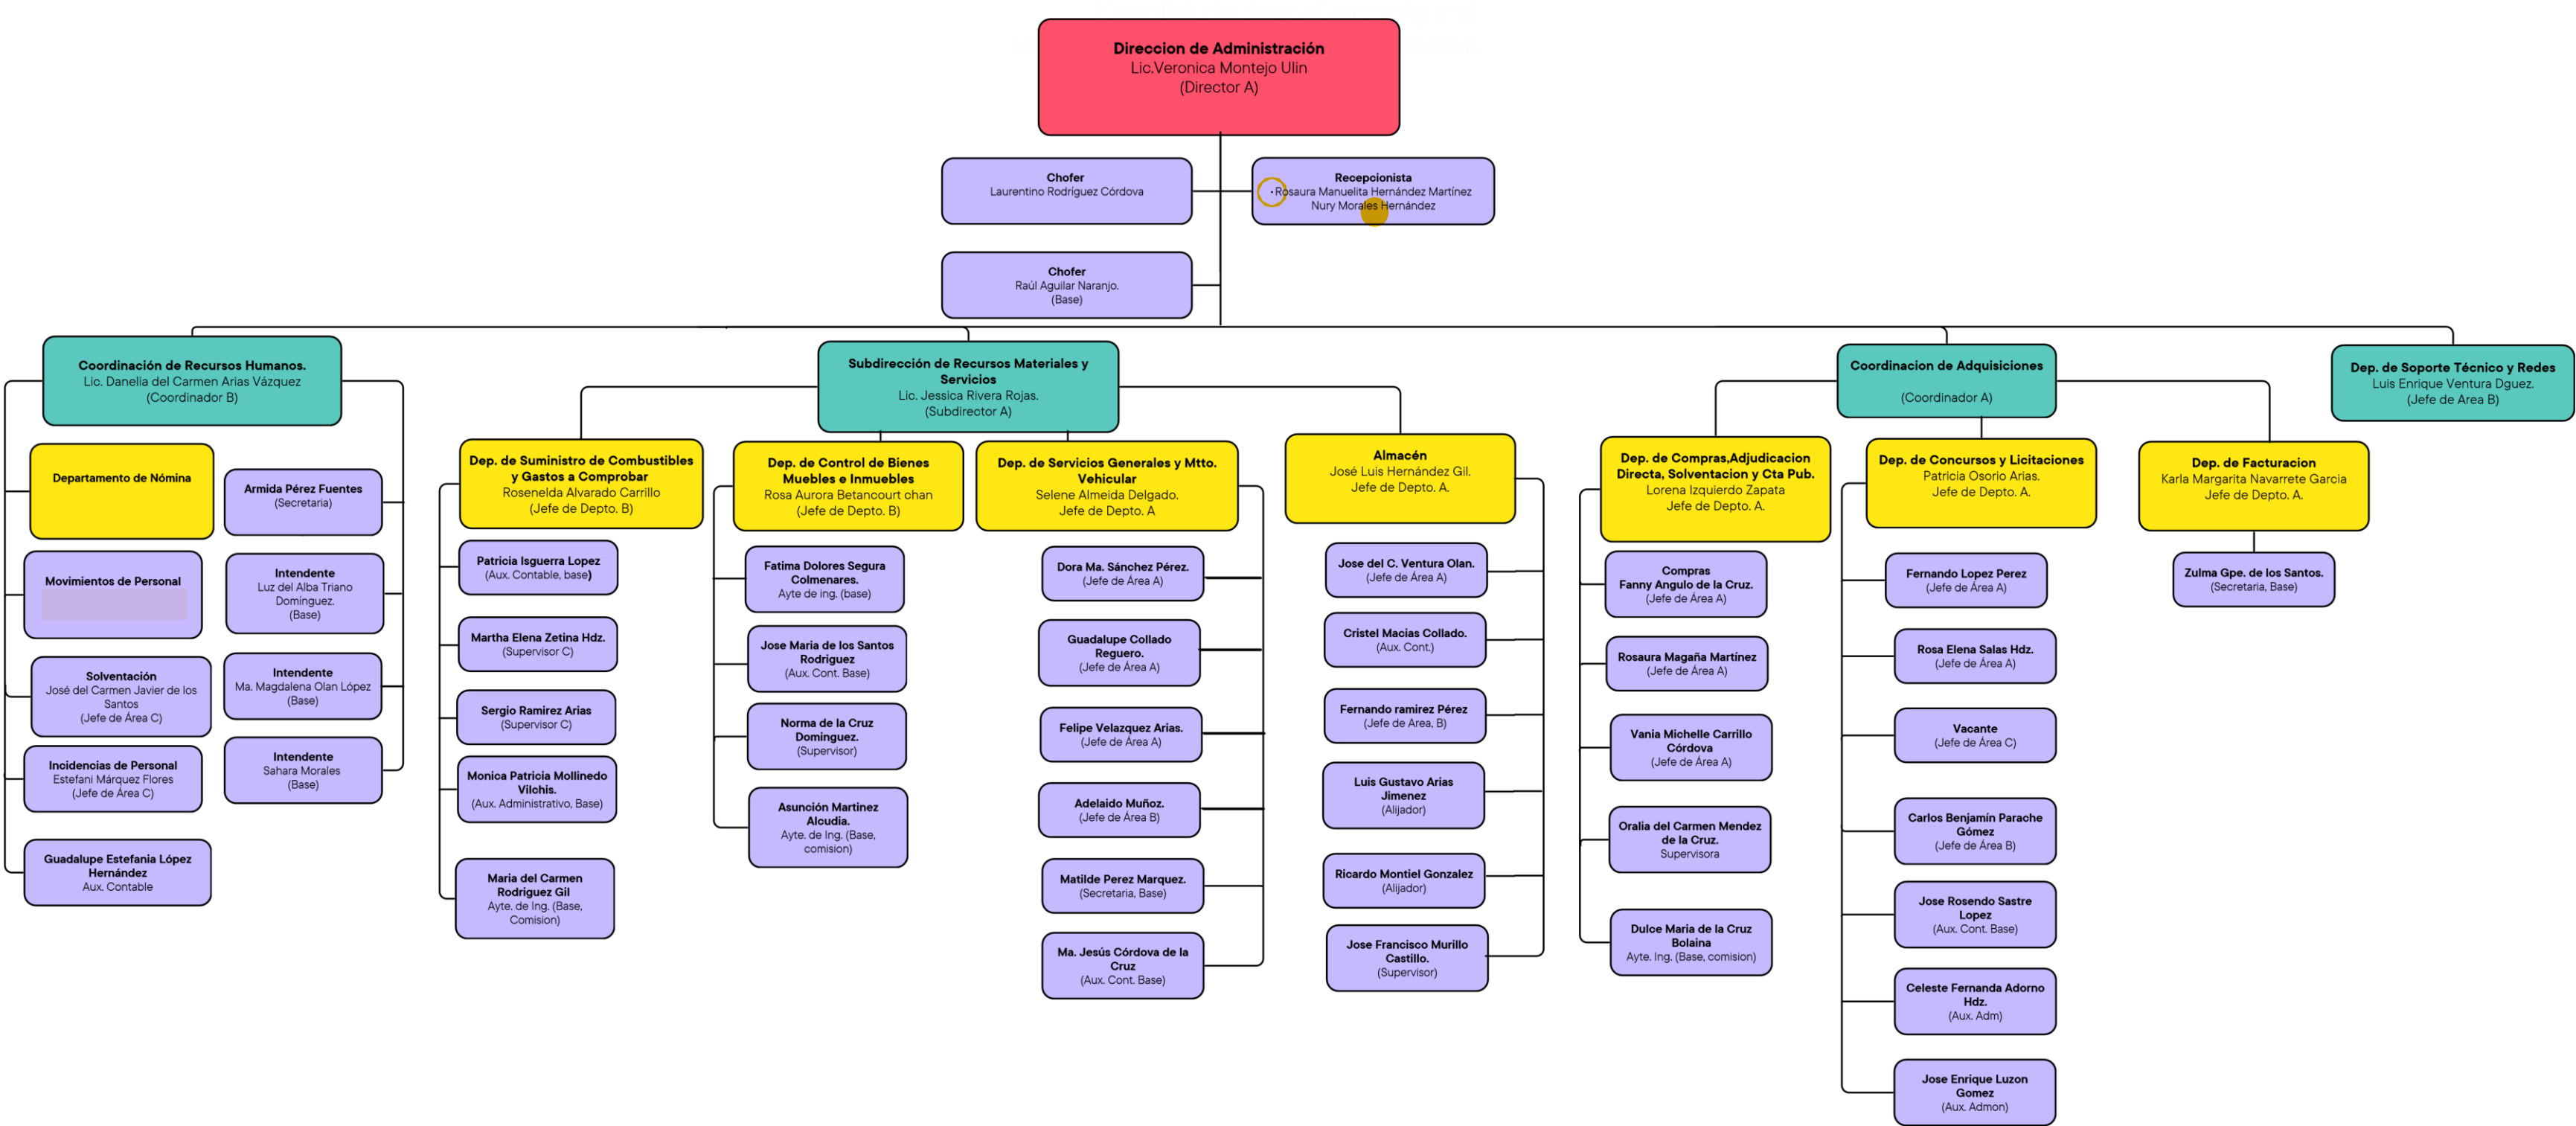 Direccion de Administración
Lic.Veronica Montejo Ulin
(Director A)
Chofer
Laurentino Rodríguez Córdova
Recepcionista
·Rosaura Manuelita Hernández Martínez
Nury Morales Hernández
Chofer
Raúl Aguilar Naranjo.
(Base)
Coordinación de Recursos Humanos.
Lic. Danelia del Carmen Arias Vázquez
(Coordinador B)
Departamento de Nómina
Movimientos de Personal
Solventación
José del Carmen Javier de los
Santos
(Jefe de Área C)
Incidencias de Personal
Estefani Márquez Flores
(Jefe de Área C)
Guadalupe Estefania López
Hernández
Aux. Contable
Armida Pérez Fuentes
(Secretaria)
Intendente
Luz del Alba Triano
Domínguez.
(Base)
Intendente
Ma. Magdalena Olan López
(Base)
Intendente
Sahara Morales
(Base)
Subdirección de Recursos Materiales y
Servicios
Lic. Jessica Rivera Rojas.
(Subdirector A)
Dep. de Suministro de Combustibles
y Gastos a Comprobar
Rosenelda Alvarado Carrillo
(Jefe de Depto. B)
Patricia Isguerra Lopez
(Aux. Contable, base)
Martha Elena Zetina Hdz.
(Supervisor C)
Sergio Ramirez Arias
(Supervisor C)
Monica Patricia Mollinedo
Vilchis.
(Aux. Administrativo, Base)
Maria del Carmen
Rodriguez Gil
Ayte. de Ing. (Base,
Comision)
Dep. de Control de Bienes
Muebles e Inmuebles
Rosa Aurora Betancourt chan
(Jefe de Depto. B)
Fatima Dolores Segura
Colmenares.
Ayte de ing. (base)
Jose Maria de los Santos
Rodriguez
(Aux. Cont. Base)
Norma de la Cruz
Dominguez.
(Supervisor)
Asunción Martinez
Alcudia.
Ayte. de Ing. (Base,
comision)
Dep. de Servicios Generales y Mtto.
Vehicular
Selene Almeida Delgado.
Jefe de Depto. A
Dora Ma. Sánchez Pérez.
(Jefe de Área A)
Guadalupe Collado
Reguero.
(Jefe de Área A)
Felipe Velazquez Arias.
(Jefe de Área A)
Adelaido Muñoz.
(Jefe de Área B)
Matilde Perez Marquez.
(Secretaria, Base)
Ma. Jesús Córdova de la
Cruz
(Aux. Cont. Base)
Almacén
José Luis Hernández Gil.
Jefe de Depto. A.
Jose del C. Ventura Olan.
(Jefe de Área A)
Cristel Macias Collado.
(Aux. Cont.)
Fernando ramirez Pérez
(Jefe de Area, B)
Luis Gustavo Arias
Jimenez
(Alijador)
Ricardo Montiel Gonzalez
(Alijador)
Jose Francisco Murillo
Castillo.
(Supervisor)
Coordinacion de Adquisiciones
(Coordinador A)
Dep. de Compras,Adjudicacion
Directa, Solventacion y Cta Pub.
Lorena Izquierdo Zapata
Jefe de Depto. A.
Compras
Fanny Angulo de la Cruz.
(Jefe de Área A)
Rosaura Magaña Martínez
(Jefe de Área A)
Vania Michelle Carrillo
Córdova
(Jefe de Área A)
Oralia del Carmen Mendez
de la Cruz.
Supervisora
Dulce Maria de la Cruz
Bolaina
Ayte. Ing. (Base, comision)
Dep. de Concursos y Licitaciones
Patricia Osorio Arias.
Jefe de Depto. A.
Fernando Lopez Perez
(Jefe de Área A)
Rosa Elena Salas Hdz.
(Jefe de Área A)
Vacante
(Jefe de Área C)
Carlos Benjamín Parache
Gómez
(Jefe de Área B)
Jose Rosendo Sastre
Lopez
(Aux. Cont. Base)
Celeste Fernanda Adorno
Hdz.
(Aux. Adm)
Jose Enrique Luzon
Gomez
(Aux. Admon)
Dep. de Facturacion
Karla Margarita Navarrete Garcia
Jefe de Depto. A.
Zulma Gpe. de los Santos.
(Secretaria, Base)
Dep. de Soporte Técnico y Redes
Luis Enrique Ventura Dguez.
(Jefe de Area B)